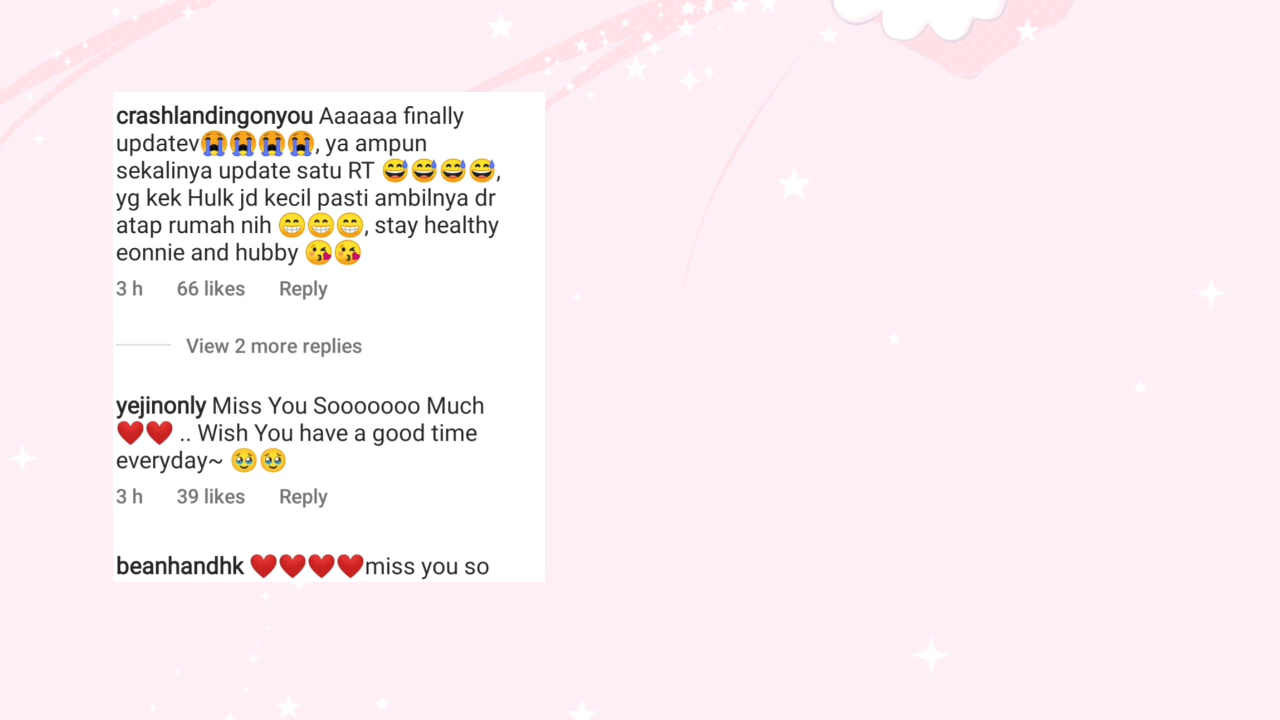 crashlandingonyou Aaaaaa finally
updatev😭😭😭😭, ya ampun
sekalinya update satu RT 😅😅😅😅,
yg kek Hulk jd kecil pasti ambilnya dr
atap rumah nih 😁😁😁, stay healthy
eonnie and hubby 😘😘
3 h 66 likes Reply
View 2 more replies
yejinonly Miss You Sooooooo Much
❤️❤️ .. Wish You have a good time
everyday~ 🥹🥹
3 h 39 likes Reply
beanhandhk ❤️❤️❤️❤️miss you so